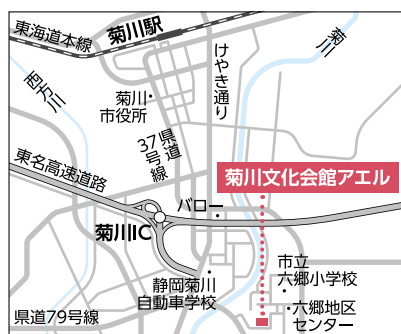 東海道本線
菊川駅
けやき通り
菊川
西方川
菊川
市役所
県道
37号線
東名高速道路
菊川文化会館アエル
バロー
菊川IC
静岡菊川
自動車学校
市立
六郷小学校
六郷地区
センター
県道79号線